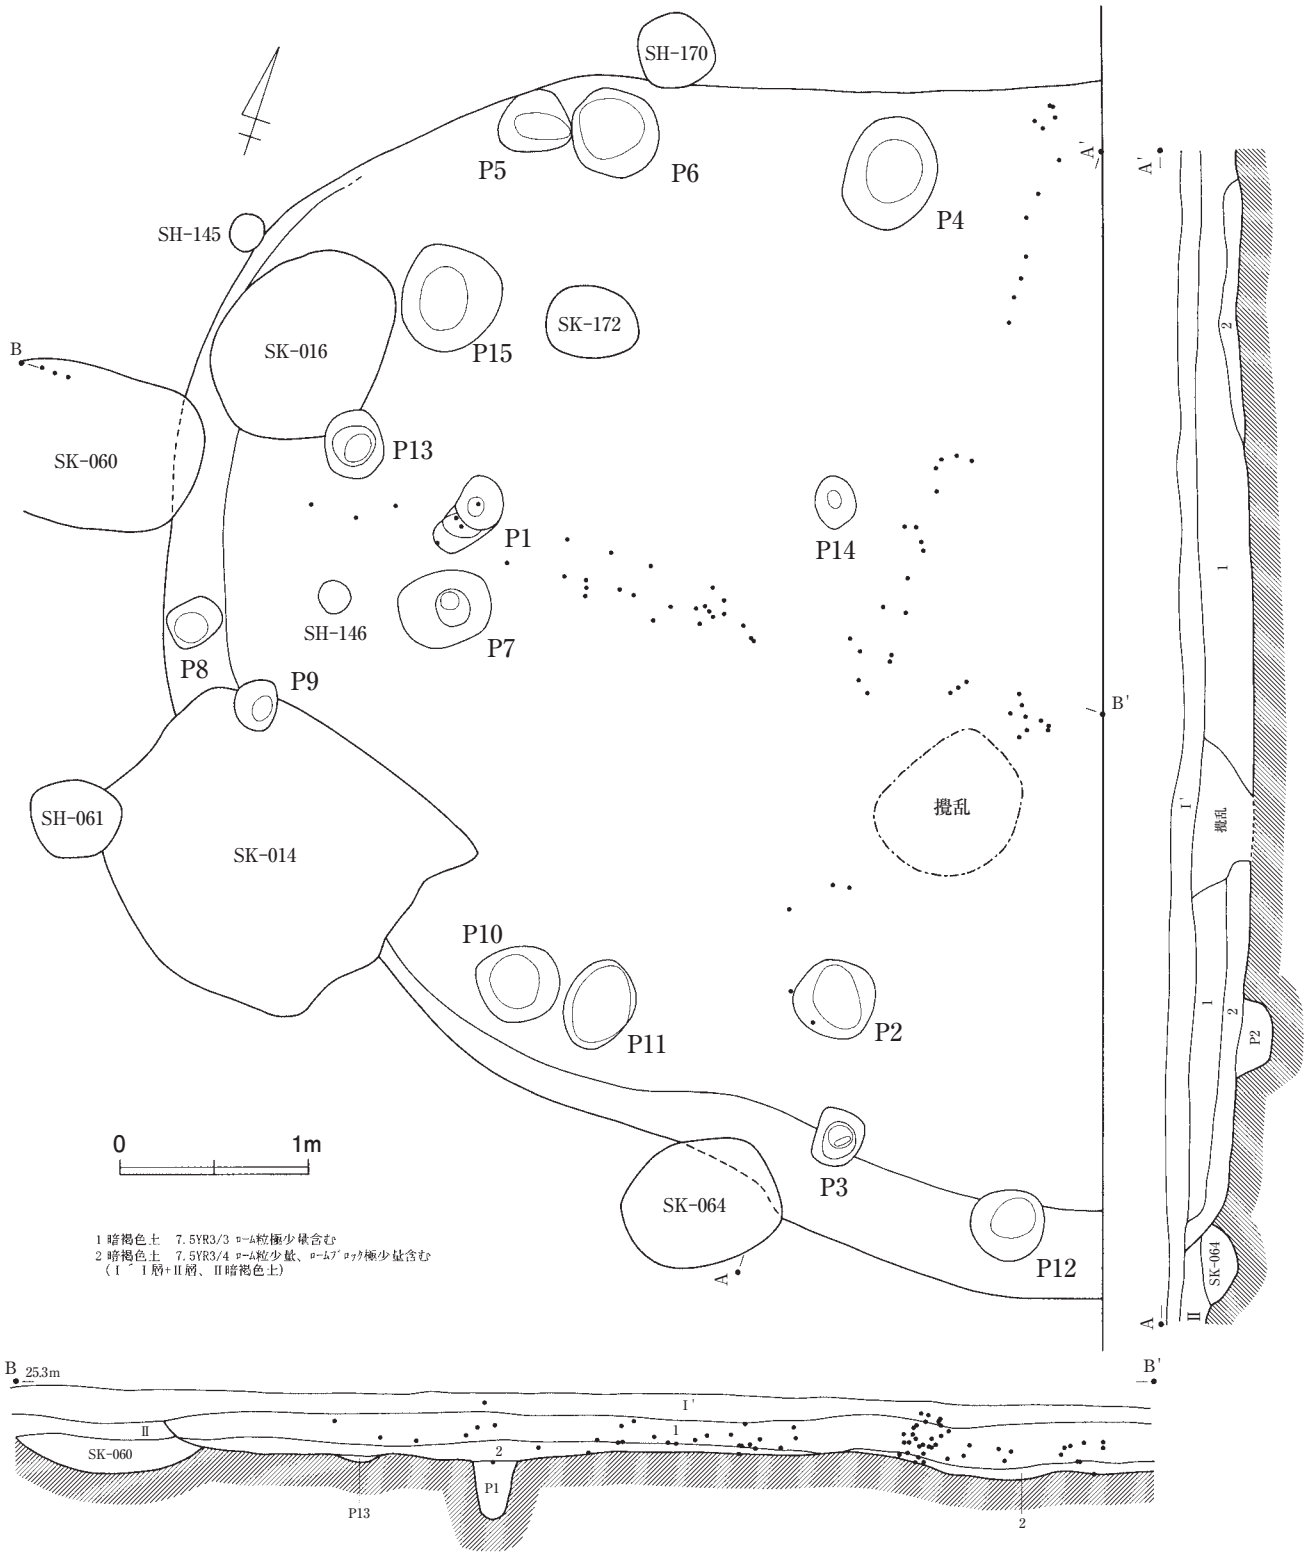 SH-170
P5
P6
P4
A'
A'
SH-145
SK-016
P15
SK-172
2
B
SK-060
P13
P1
P14
1
SH-146
P7
P8
P9
B'
SH-061
SK-014
攪乱
I'
攪乱
P10
P11
P2
1
2
P2
0 1m
P3
SK-064
P12
A
SK-064
A
II
1 暗褐色土 7.5YR3/3 ローム粒極少量含む
2 暗褐色土 7.5YR3/4 ローム粒少量、ロームブロック極少量含む
(I' I層+II層、II暗褐色土)
B 25.3m
B'
I'
II
1
SK-060
2
P1
P13
2